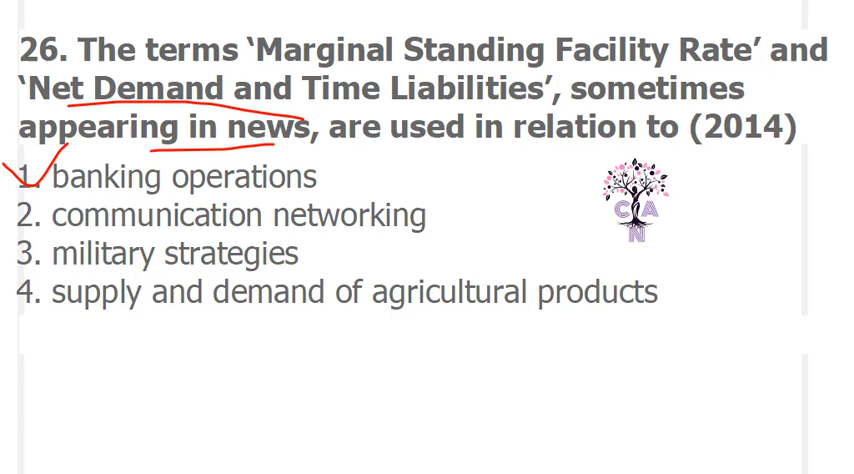 26. The terms ‘Marginal Standing Facility Rate’ and
‘Net Demand and Time Liabilities’, sometimes
appearing in news, are used in relation to (2014)
1. banking operations
2. communication networking
3. military strategies
4. supply and demand of agricultural products
C A
N